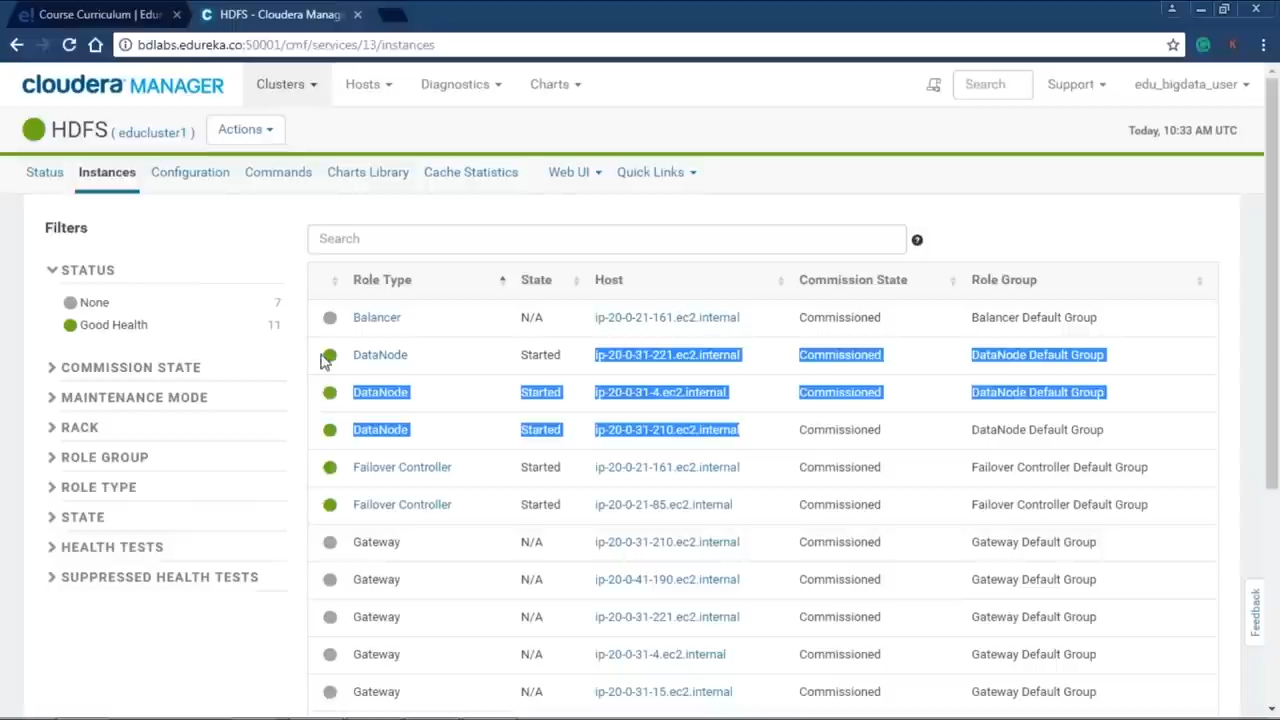 Course Curriculum | Edur
HDFS - Cloudera Manag
bdlabs.edureka.co:50001/cmf/services/13/instances
K
cloudera MANAGER Clusters Hosts Diagnostics Charts Search Support edu_bigdata_user
HDFS ( educluster1 ) Actions Today, 10:33 AM UTC
Status Instances Configuration Commands Charts Library Cache Statistics Web UI Quick Links
Filters
STATUS
None 7
Good Health 11
COMMISSION STATE
MAINTENANCE MODE
RACK
ROLE GROUP
ROLE TYPE
STATE
HEALTH TESTS
SUPPRESSED HEALTH TESTS
Search ?
Role Type State Host Commission State Role Group
Balancer N/A ip-20-0-21-161.ec2.internal Commissioned Balancer Default Group
DataNode Started ip-20-0-31-221.ec2.internal Commissioned DataNode Default Group
DataNode Started ip-20-0-31-4.ec2.internal Commissioned DataNode Default Group
DataNode Started ip-20-0-31-210.ec2.internal Commissioned DataNode Default Group
Failover Controller Started ip-20-0-21-161.ec2.internal Commissioned Failover Controller Default Group
Failover Controller Started ip-20-0-21-85.ec2.internal Commissioned Failover Controller Default Group
Gateway N/A ip-20-0-31-210.ec2.internal Commissioned Gateway Default Group
Gateway N/A ip-20-0-41-190.ec2.internal Commissioned Gateway Default Group
Gateway N/A ip-20-0-31-221.ec2.internal Commissioned Gateway Default Group
Gateway N/A ip-20-0-31-4.ec2.internal Commissioned Gateway Default Group
Gateway N/A ip-20-0-31-15.ec2.internal Commissioned Gateway Default Group
Feedback